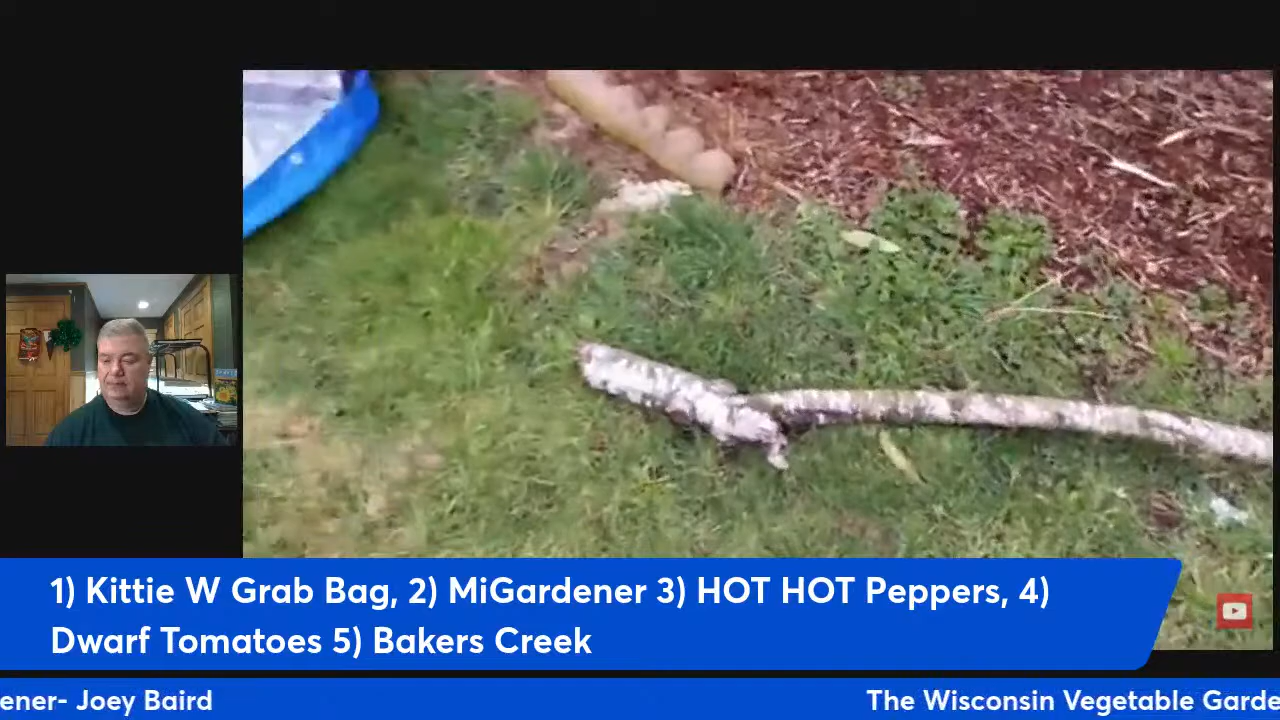 1) Kittie W Grab Bag, 2) MiGardener 3) HOT HOT Peppers, 4)
Dwarf Tomatoes 5) Bakers Creek
ener- Joey Baird
The Wisconsin Vegetable Garde